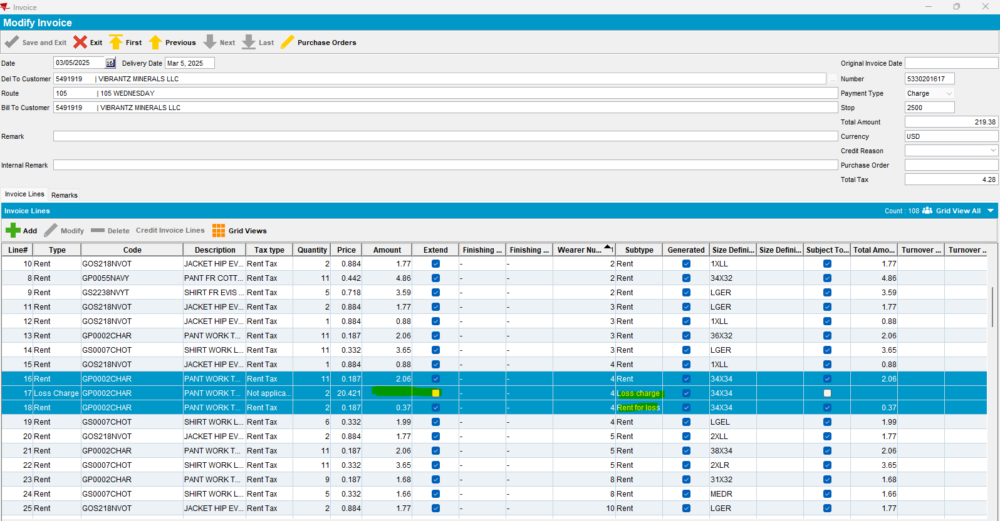 Invoice
Modify Invoice
Save and Exit Exit First Previous Next Last Purchase Orders
Date 03/05/2025 16 Delivery Date Mar 5, 2025 Original Invoice Date
Del To Customer 5491919 | VIBRANTZ MINERALS LLC ... Number 5330201617
Route 105 | 105 WEDNESDAY Payment Type Charge
Bill To Customer 5491919 | VIBRANTZ MINERALS LLC Stop 2500
Total Amount 219.38
Remark Currency USD
Credit Reason
Internal Remark Purchase Order
Total Tax 4.28
Invoice Lines Remarks
Invoice Lines Count : 108 Grid View All
Add Modify Delete Credit Invoice Lines Grid Views
Line# Type Code Description Tax type Quantity Price Amount Extend Finishing ... Finishing ... Wearer Nu... 1 Subtype Generated Size Defini... Size Defini... Subject To... Total Amo... Turnover ... Turnover ...
10 Rent GOS218NVOT JACKET HIP EV... Rent Tax 2 0.884 1.77 - - 2 Rent 1XLL 1.77
8 Rent GP0055NAVY PANT FR COTT... Rent Tax 11 0.442 4.86 - - 2 Rent 34X32 4.86
9 Rent GS2238NVYT SHIRT FR EVIS ... Rent Tax 5 0.718 3.59 - - 2 Rent LGER 3.59
11 Rent GOS218NVOT JACKET HIP EV... Rent Tax 2 0.884 1.77 - - 3 Rent LGER 1.77
12 Rent GOS218NVOT JACKET HIP EV... Rent Tax 1 0.884 0.88 - - 3 Rent 1XLL 0.88
13 Rent GP0002CHAR PANT WORK T... Rent Tax 11 0.187 2.06 - - 3 Rent 36X32 2.06
14 Rent GS0007CHOT SHIRT WORK L... Rent Tax 11 0.332 3.65 - - 3 Rent LGER 3.65
15 Rent GOS218NVOT JACKET HIP EV... Rent Tax 1 0.884 0.88 - - 4 Rent 1XLL 0.88
16 Rent GP0002CHAR PANT WORK T... Rent Tax 11 0.187 2.06 - - 4 Rent 34X34 2.06
17 Loss Charge GP0002CHAR PANT WORK T... Not applica... 2 20.421 - - 4 Loss charge 34X34
18 Rent GP0002CHAR PANT WORK T... Rent Tax 2 0.187 0.37 - - 4 Rent for loss 34X34 0.37
19 Rent GS0007CHOT SHIRT WORK L... Rent Tax 6 0.332 1.99 - - 4 Rent LGEL 1.99
20 Rent GOS218NVOT JACKET HIP EV... Rent Tax 2 0.884 1.77 - - 5 Rent 2XLL 1.77
21 Rent GP0002CHAR PANT WORK T... Rent Tax 11 0.187 2.06 - - 5 Rent 38X34 2.06
22 Rent GS0007CHOT SHIRT WORK L... Rent Tax 11 0.332 3.65 - - 5 Rent 2XLR 3.65
23 Rent GP0002CHAR PANT WORK T... Rent Tax 9 0.187 1.68 - - 8 Rent 31X32 1.68
24 Rent GS0007CHOT SHIRT WORK L... Rent Tax 5 0.332 1.66 - - 8 Rent MEDR 1.66
25 Rent GOS218NVOT JACKET HIP EV... Rent Tax 2 0.884 1.77 - - 10 Rent LGER 1.77